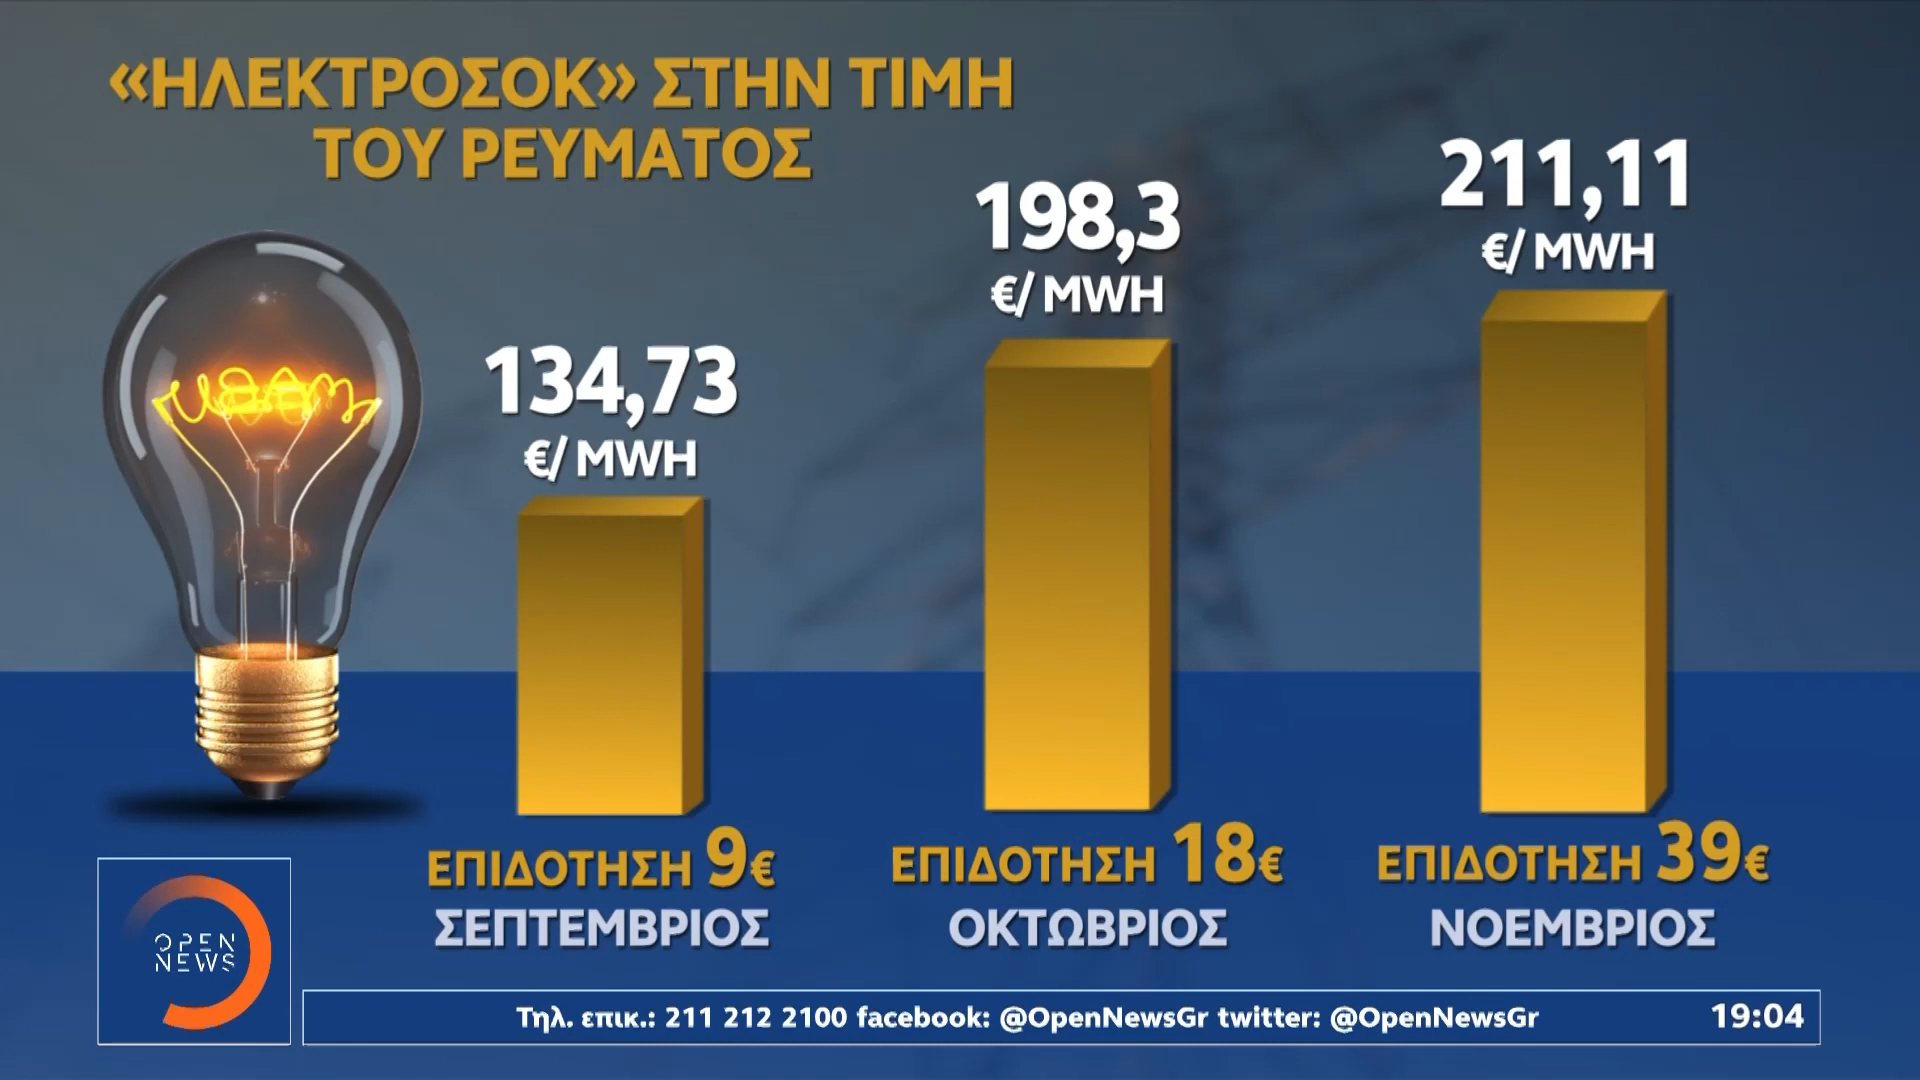 «ΗΛΕΚΤΡΟΣΟΚ» ΣΤΗΝ ΤΙΜΗ
ΤΟΥ ΡΕΥΜΑΤΟΣ
134,73
€/ MWH
198,3
€/ MWH
211,11
€/ MWH
ΕΠΙΔΟΤΗΣΗ 9€
ΣΕΠΤΕΜΒΡΙΟΣ
ΕΠΙΔΟΤΗΣΗ 18€
ΟΚΤΩΒΡΙΟΣ
ΕΠΙΔΟΤΗΣΗ 39€
ΝΟΕΜΒΡΙΟΣ
OPEN
NEWS
Τηλ. επικ.: 211 212 2100 facebook: @OpenNewsGr twitter: @OpenNewsGr
19:04